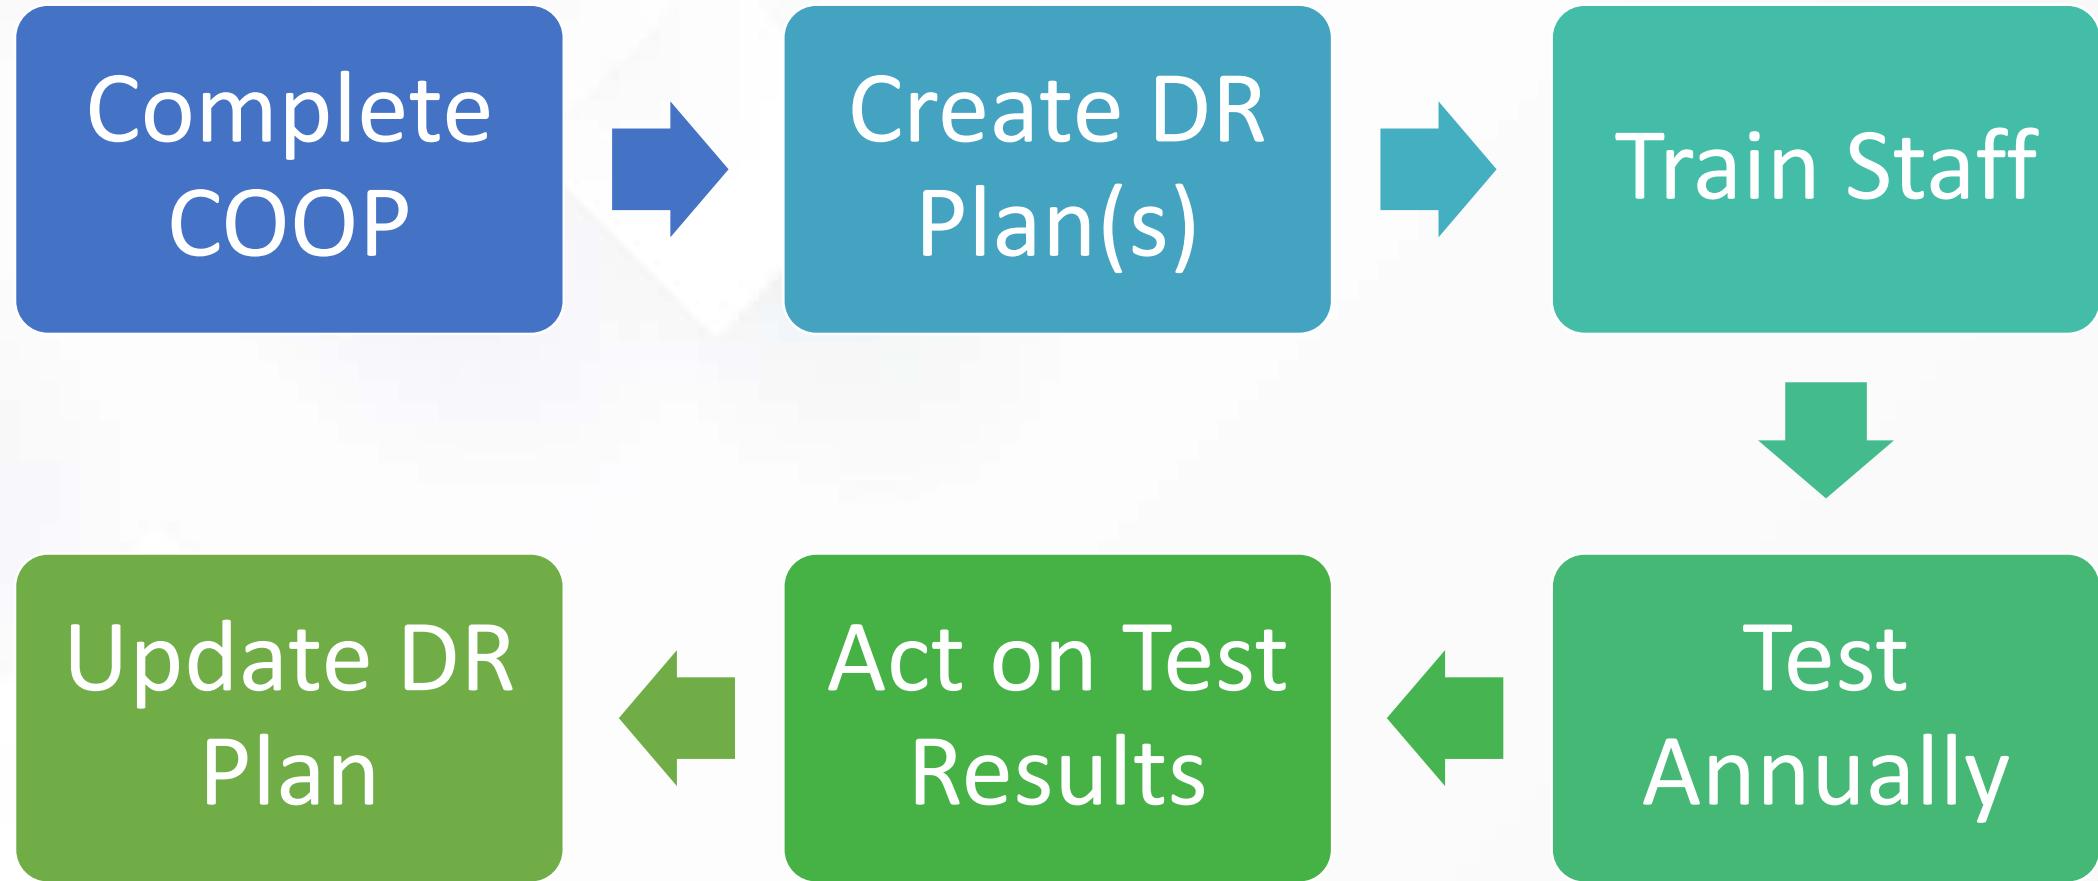 Complete
COOP
Create DR
Plan(s)
Train Staff
Test
Annually
Act on Test
Results
Update DR
Plan